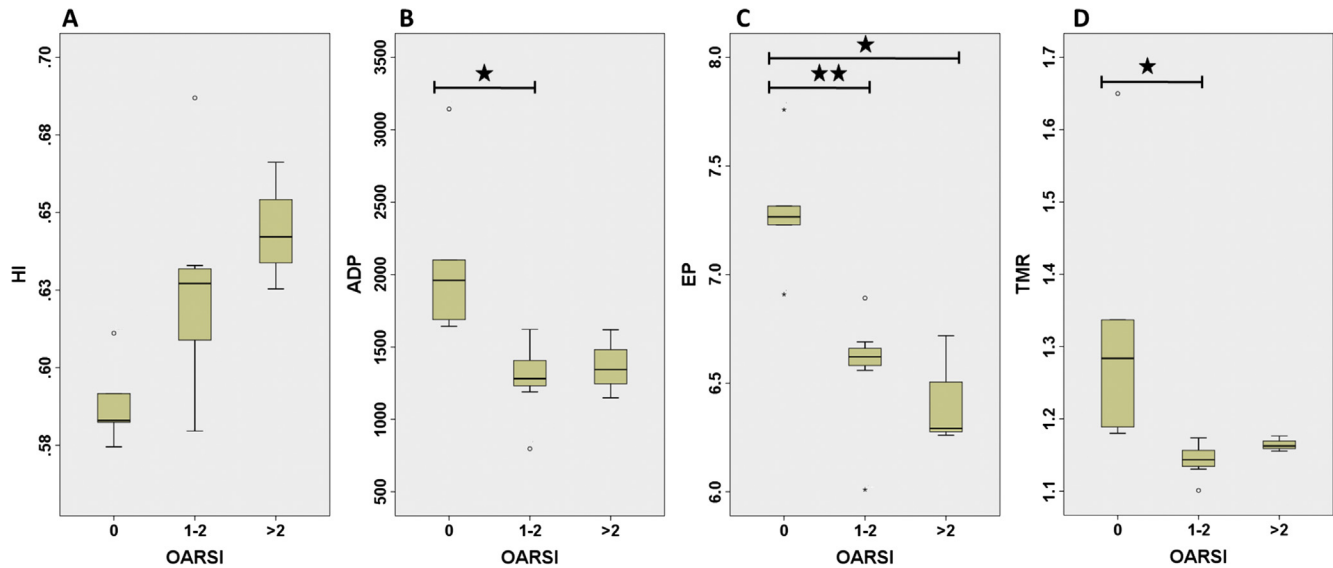 A
.70
.68
.65
.63
.60
.58
HI
0 1-2 >2
OARSI
B
3500
3000
2500
2000
1500
1000
500
ADP
0 1-2 >2
OARSI
C
8.0
7.5
7.0
6.5
6.0
EP
0 1-2 >2
OARSI
D
1.7
1.6
1.5
1.4
1.3
1.2
1.1
TMR
0 1-2 >2
OARSI